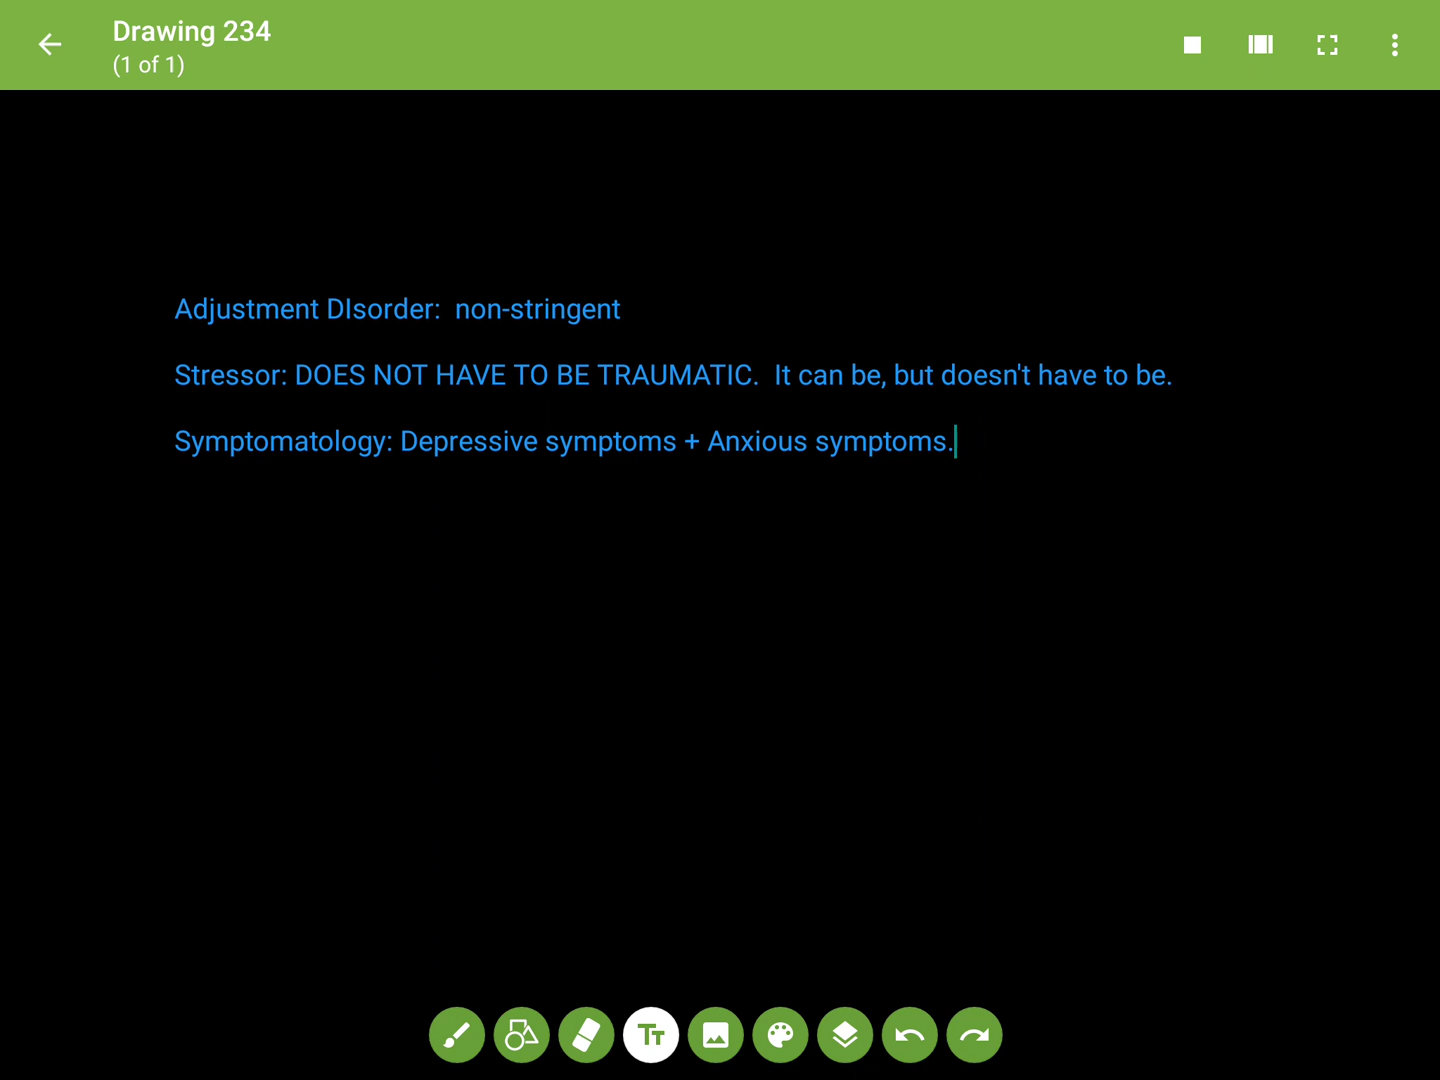 Drawing 234
(1 of 1)
Adjustment DIsorder:  non-stringent
Stressor: DOES NOT HAVE TO BE TRAUMATIC.  It can be, but doesn't have to be.
Symptomatology: Depressive symptoms + Anxious symptoms.
TT